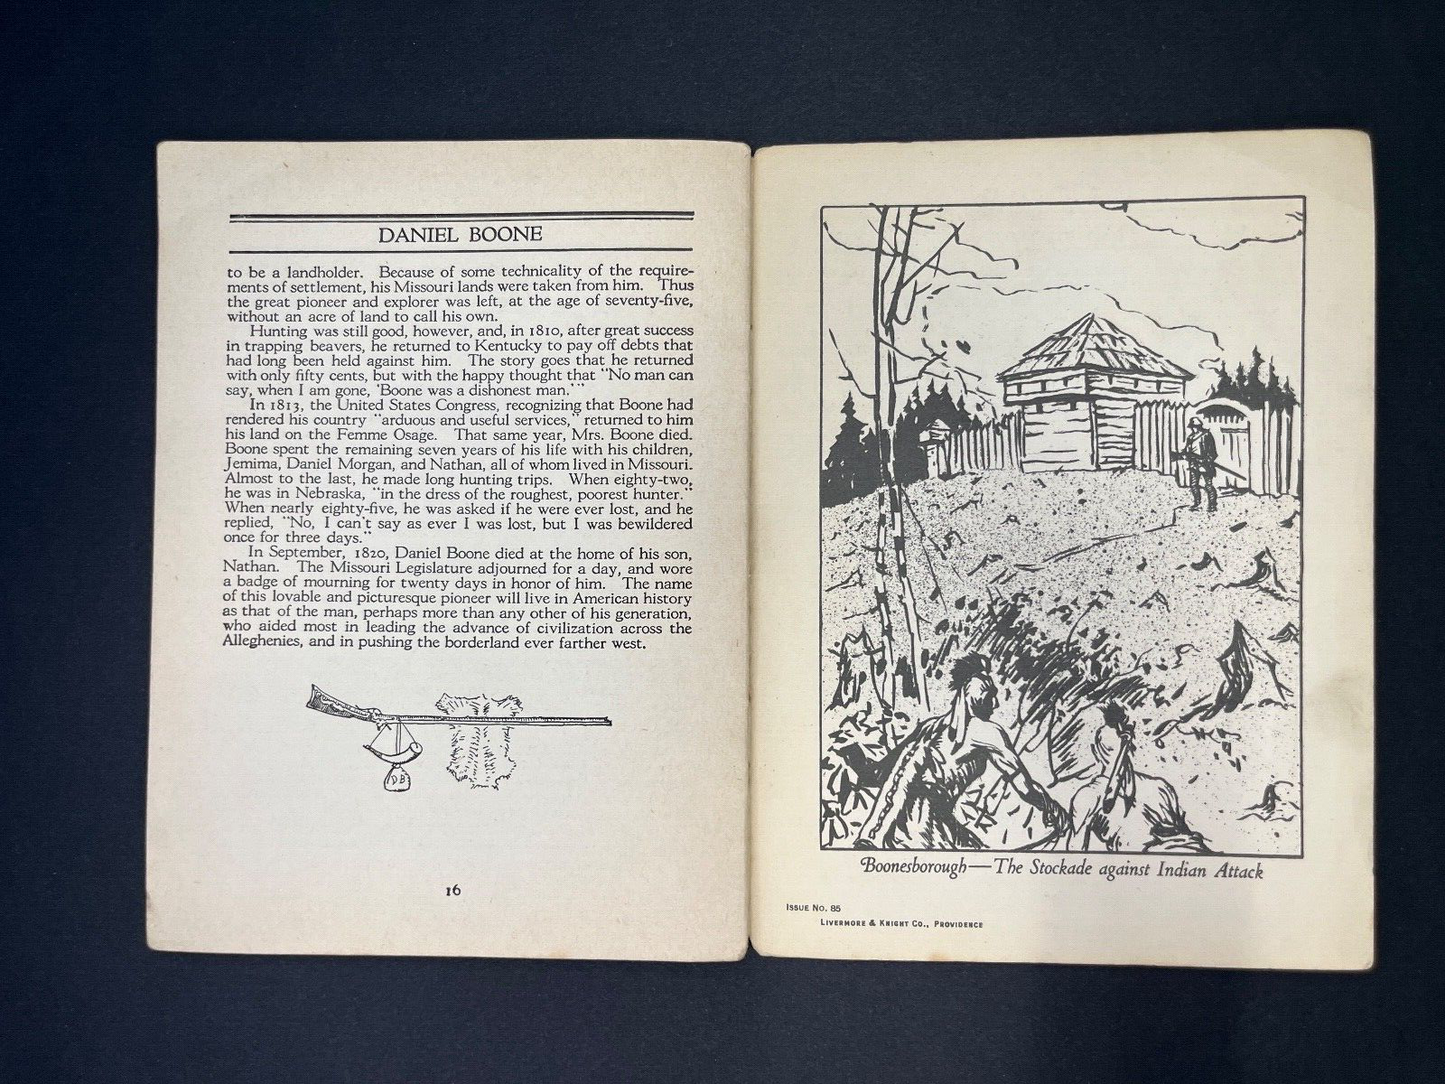 DANIEL BOONE
to be a landholder. Because of some technicality of the require-
ments of settlement, his Missouri lands were taken from him. Thus
the great pioneer and explorer was left, at the age of seventy-five,
without an acre of land to call his own.
Hunting was still good, however, and, in 1810, after great success
in trapping beavers, he returned to Kentucky to pay off debts that
had long been held against him. The story goes that he returned
with only fifty cents, but with the happy thought that "No man can
say, when I am gone, 'Boone was a dishonest man.'"
In 1813, the United States Congress, recognizing that Boone had
rendered his country "arduous and useful services," returned to him
his land on the Femme Osage. That same year, Mrs. Boone died.
Boone spent the remaining seven years of his life with his children,
Jemima, Daniel Morgan, and Nathan, all of whom lived in Missouri.
Almost to the last, he made long hunting trips. When eighty-two,
he was in Nebraska, "in the dress of the roughest, poorest hunter."
When nearly eighty-five, he was asked if he were ever lost, and he
replied, "No, I can't say as ever I was lost, but I was bewildered
once for three days."
In September, 1820, Daniel Boone died at the home of his son,
Nathan. The Missouri Legislature adjourned for a day, and wore
a badge of mourning for twenty days in honor of him. The name
of this lovable and picturesque pioneer will live in American history
as that of the man, perhaps more than any other of his generation,
who aided most in leading the advance of civilization across the
Alleghenies, and in pushing the borderland ever farther west.
DB
16
Boonesborough—The Stockade against Indian Attack
ISSUE NO. 85
LIVERMORE & KNIGHT CO., PROVIDENCE